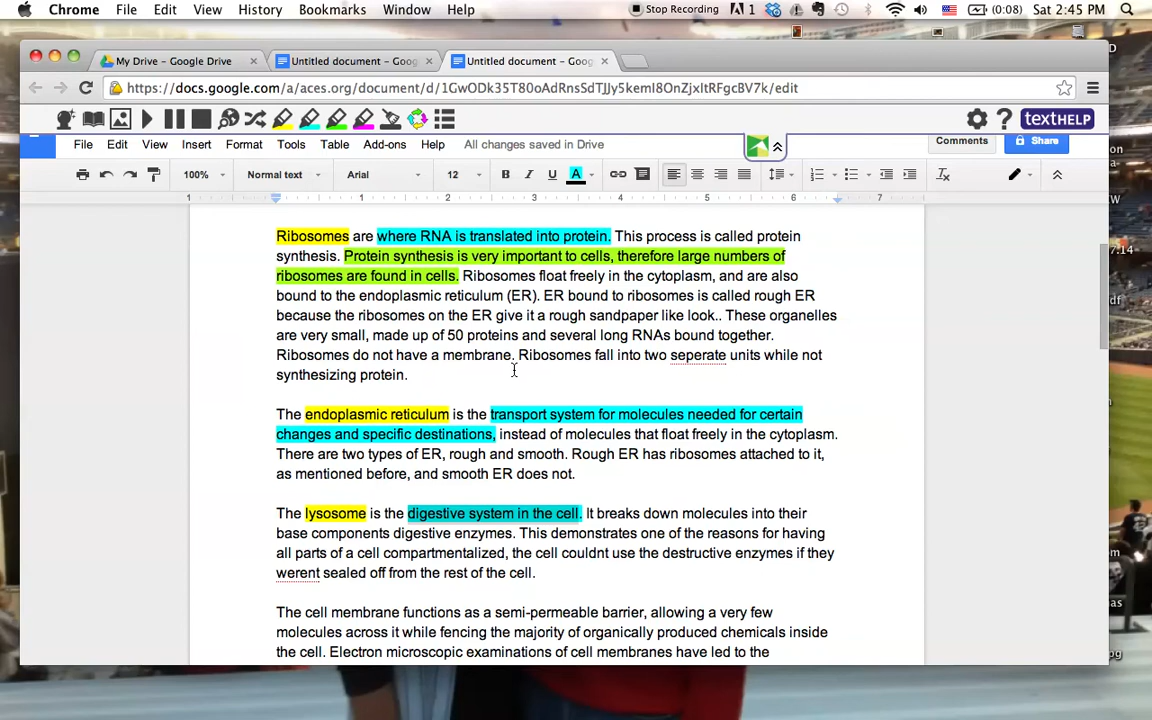 Chrome File Edit View History Bookmarks Window Help Stop Recording 1 (0:08) Sat 2:45 PM
My Drive - Google Drive Untitled document - Goog Untitled document - Goog
https://docs.google.com/a/aces.org/document/d/1GwODk35T80oAdRnsSdTJJy5kemI8OnZjxItRFgcBV7k/edit
textHELP
File Edit View Insert Format Tools Table Add-ons Help All changes saved in Drive Comments Share
100% Normal text Arial 12 B I U A
1 1 2 3 4 5 6 7
Ribosomes are where RNA is translated into protein. This process is called protein
synthesis. Protein synthesis is very important to cells, therefore large numbers of
ribosomes are found in cells. Ribosomes float freely in the cytoplasm, and are also
bound to the endoplasmic reticulum (ER). ER bound to ribosomes is called rough ER
because the ribosomes on the ER give it a rough sandpaper like look.. These organelles
are very small, made up of 50 proteins and several long RNAs bound together.
Ribosomes do not have a membrane. Ribosomes fall into two seperate units while not
synthesizing protein.
The endoplasmic reticulum is the transport system for molecules needed for certain
changes and specific destinations, instead of molecules that float freely in the cytoplasm.
There are two types of ER, rough and smooth. Rough ER has ribosomes attached to it,
as mentioned before, and smooth ER does not.
The lysosome is the digestive system in the cell. It breaks down molecules into their
base components digestive enzymes. This demonstrates one of the reasons for having
all parts of a cell compartmentalized, the cell couldnt use the destructive enzymes if they
werent sealed off from the rest of the cell.
The cell membrane functions as a semi-permeable barrier, allowing a very few
molecules across it while fencing the majority of organically produced chemicals inside
the cell. Electron microscopic examinations of cell membranes have led to the